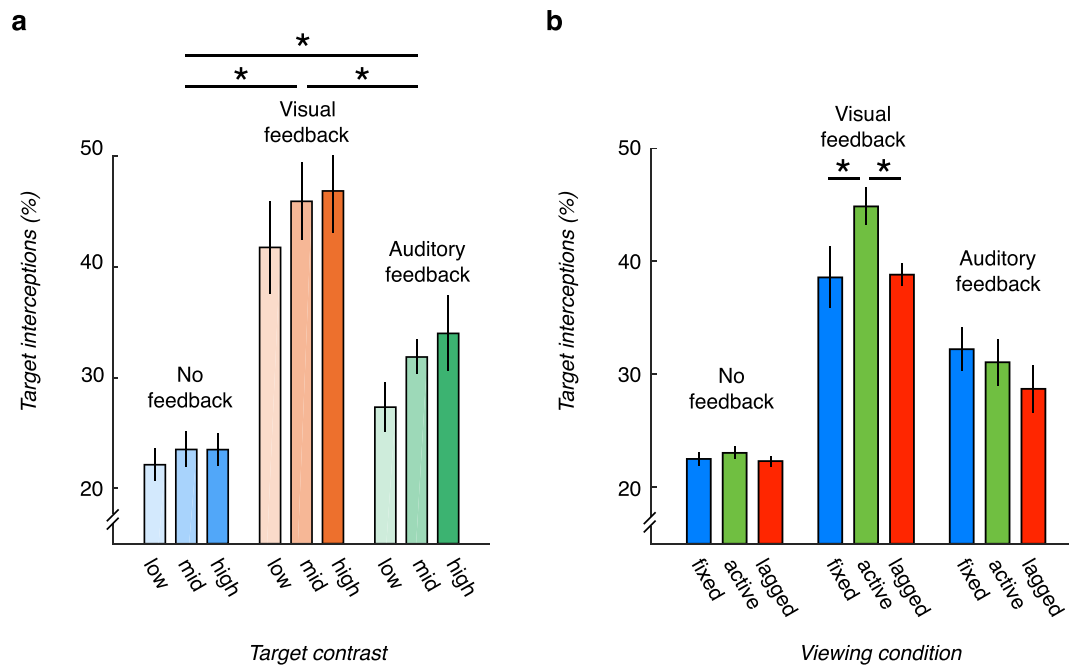 a
*
* *
Visual
feedback
Auditory
feedback
No
feedback
Target interceptions (%)
50
40
30
20
low mid high low mid high low mid high
Target contrast
b
Visual
feedback
* *
Auditory
feedback
No
feedback
Target interceptions (%)
50
40
30
20
fixed active lagged fixed active lagged fixed active lagged
Viewing condition